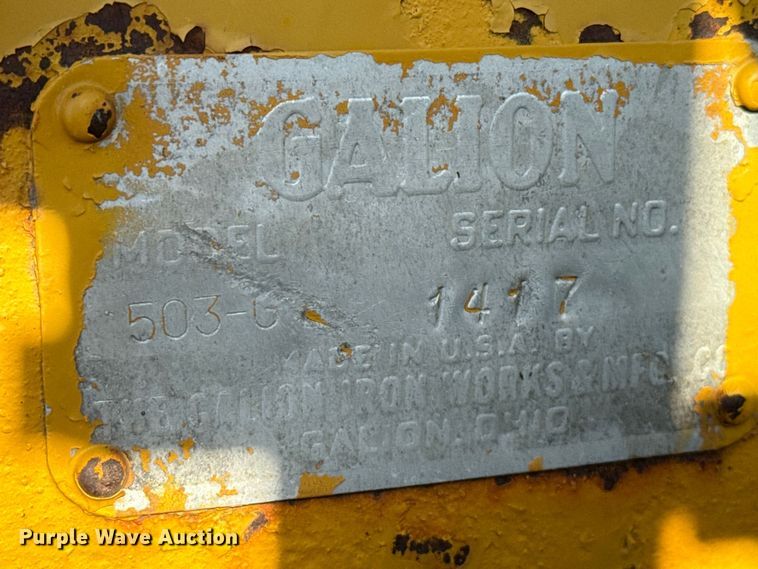 GALION
MODEL SERIAL NO.
503-G 1417
MADE IN U.S.A. BY
THE GALION IRON WORKS & MFG. CO
GALION, OHIO
Purple Wave Auction